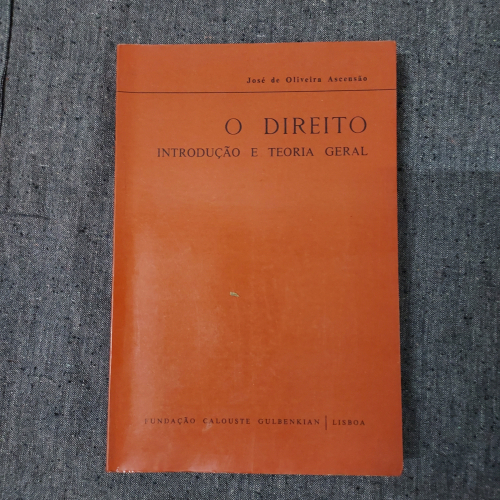 José de Oliveira Ascensão
O DIREITO
INTRODUÇÃO E TEORIA GERAL
FUNDAÇÃO CALOUSTE GULBENKIAN | LISBOA